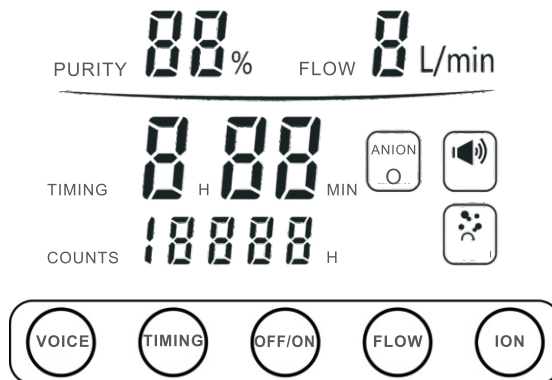 PURITY 88 % FLOW 8 L/min
TIMING 8 H 88 MIN
ANION
O
COUNTS 18888 H
VOICE TIMING OFF/ON FLOW ION